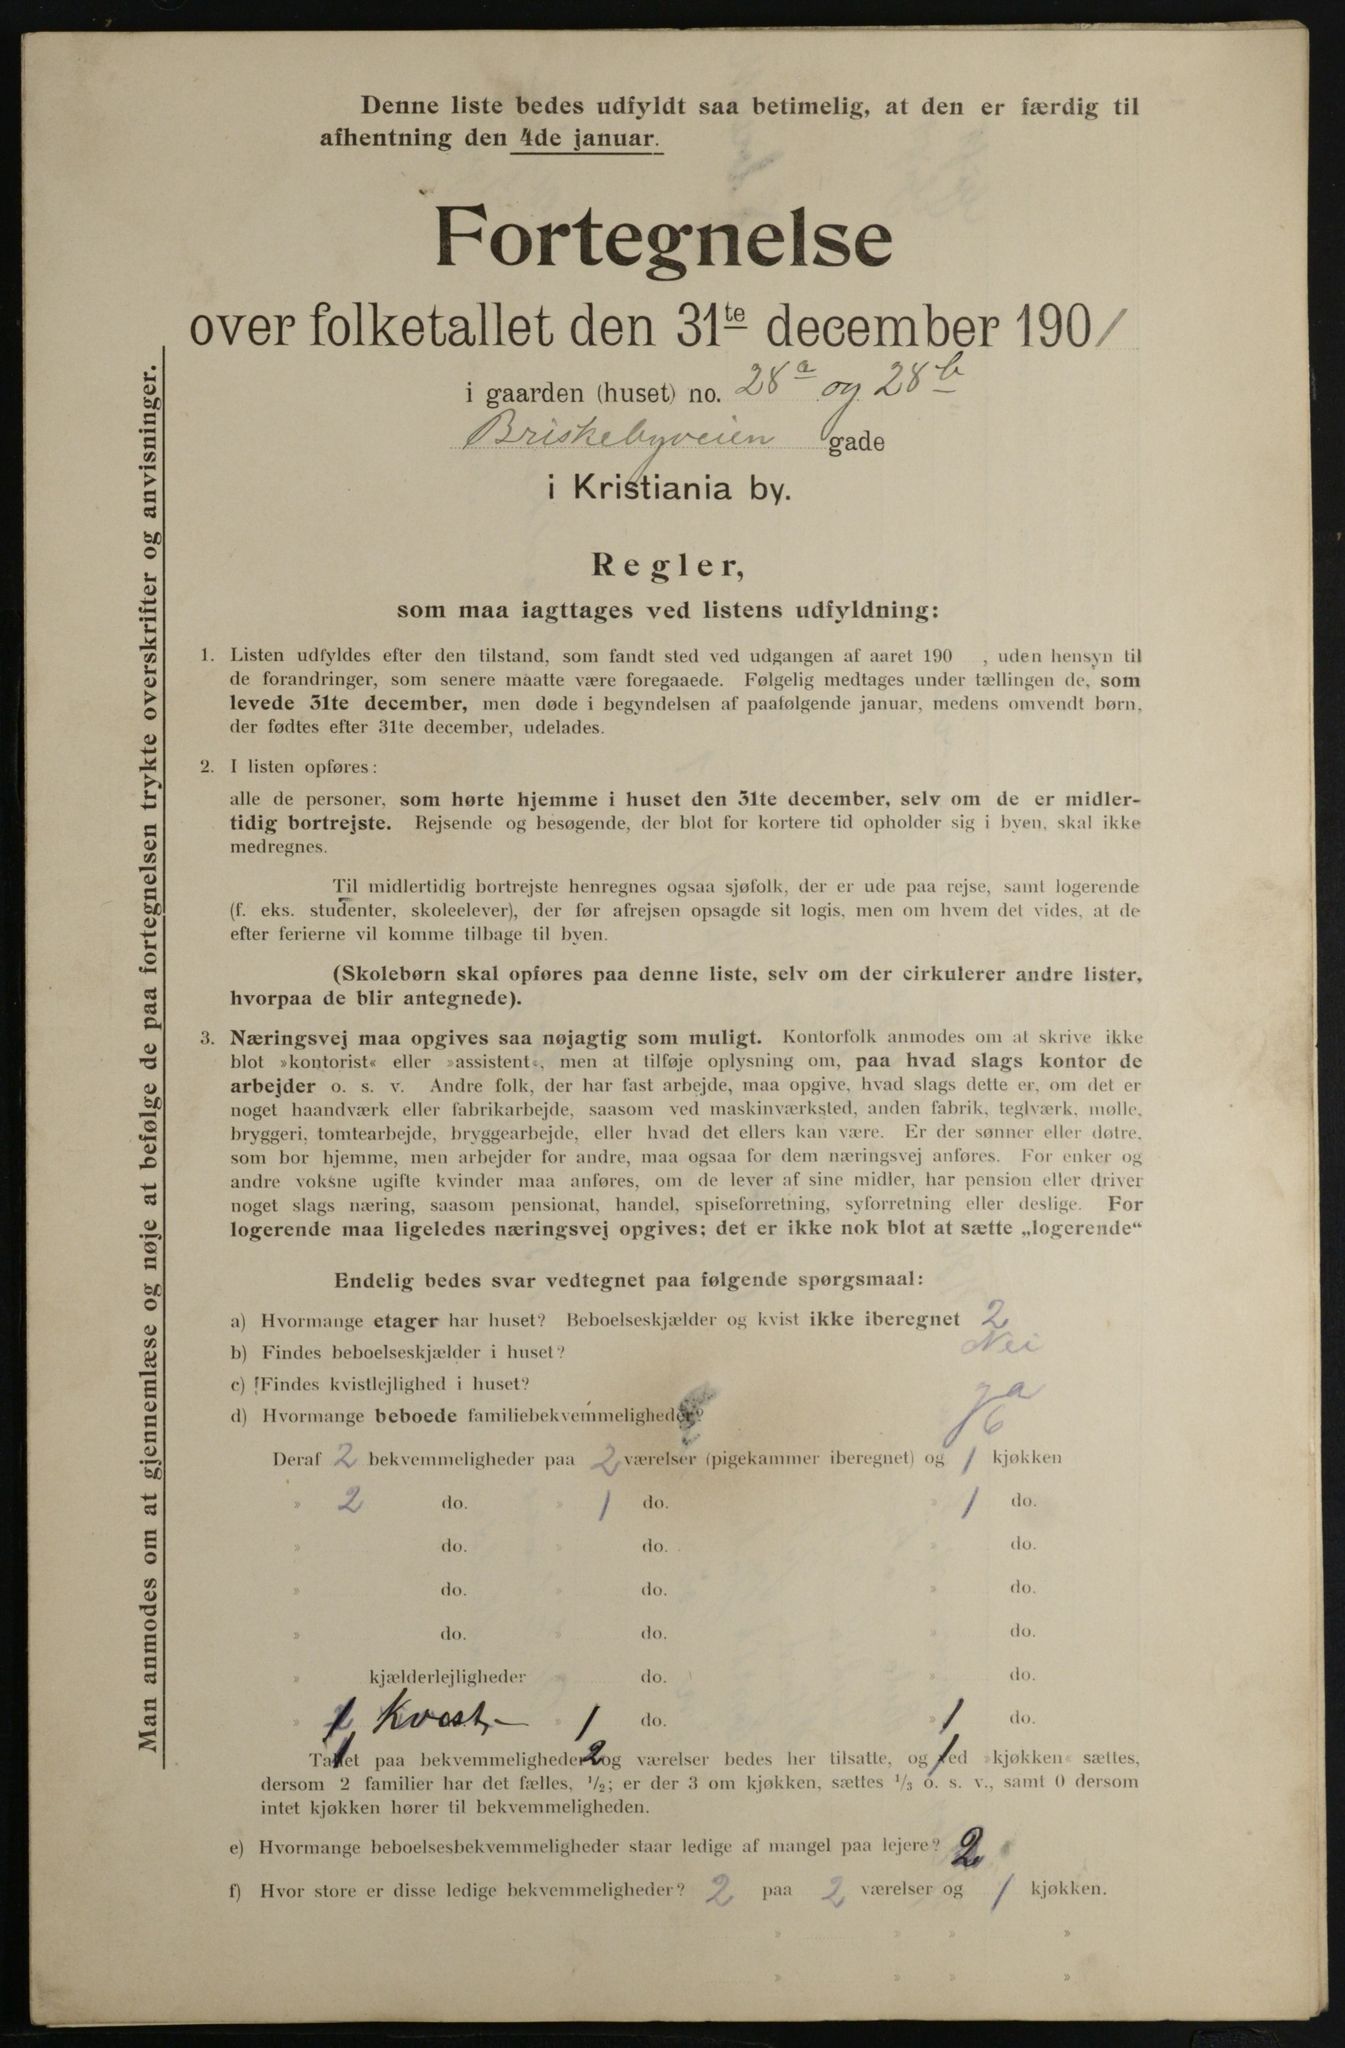 Denne liste bedes udfyldt saa betimelig, at den er færdig til
afhentning den 4de januar.
Fortegnelse
over folketallet den 31te december 1901
i gaarden (huset) no. 28a og 28b
Briskebyveien gade
i Kristiania by.
Regler,
som maa iagttages ved listens udfyldning:
1. Listen udfyldes efter den tilstand, som fandt sted ved udgangen af aaret 190 , uden hensyn til
de forandringer, som senere maatte være foregaaede. Følgelig medtages under tællingen de, som
levede 31te december, men døde i begyndelsen af paafølgende januar, medens omvendt børn,
der fødtes efter 31te december, udelades.
2. I listen opføres:
alle de personer, som hørte hjemme i huset den 31te december, selv om de er midler-
tidig bortrejste. Rejsende og besøgende, der blot for kortere tid opholder sig i byen, skal ikke
medregnes.
Til midlertidig bortrejste henregnes ogsaa sjøfolk, der er ude paa rejse, samt logerende
(f. eks. studenter, skoleelever), der før afrejsen opsagde sit logis, men om hvem det vides, at de
efter ferierne vil komme tilbage til byen.
(Skolebørn skal opføres paa denne liste, selv om der cirkulerer andre lister,
hvorpaa de blir antegnede).
3. Næringsvej maa opgives saa nøjagtig som muligt. Kontorfolk anmodes om at skrive ikke
blot »kontorist« eller »assistent«, men at tilføje oplysning om, paa hvad slags kontor de
arbejder o. s. v. Andre folk, der har fast arbejde, maa opgive, hvad slags dette er, om det er
noget haandværk eller fabrikarbejde, saasom ved maskinværksted, anden fabrik, teglværk, mølle,
bryggeri, tomtearbejde, bryggearbejde, eller hvad det ellers kan være. Er der sønner eller døtre,
som bor hjemme, men arbejder for andre, maa ogsaa for dem næringsvej anføres. For enker og
andre voksne ugifte kvinder maa anføres, om de lever af sine midler, har pension eller driver
noget slags næring, saasom pensionat, handel, spiseforretning, syforretning eller deslige. For
logerende maa ligeledes næringsvej opgives; det er ikke nok blot at sætte „logerende“
Endelig bedes svar vedtegnet paa følgende spørgsmaal:
a) Hvormange etager har huset? Beboelseskjælder og kvist ikke iberegnet 2
b) Findes beboelseskjælder i huset? Nei
c) Findes kvistlejlighed i huset? ja
d) Hvormange beboede familiebekvemmeligheder? 6
Deraf 2 bekvemmeligheder paa 2 værelser (pigekammer iberegnet) og 1 kjøkken
» 2 do. » 1 do. » 1 do.
» do. » do. » do.
» do. » do. » do.
» do. » do. » do.
» kjælderlejligheder do. » do.
» 1 Kvist- 1 do. » 1 do.
1 2 1
Tallet paa bekvemmeligheder og værelser bedes her tilsatte, og ved »kjøkken« sættes,
dersom 2 familier har det fælles, 1/2; er der 3 om kjøkken, sættes 1/3 o. s. v., samt 0 dersom
intet kjøkken hører til bekvemmeligheden.
e) Hvormange beboelsesbekvemmeligheder staar ledige af mangel paa lejere? 2
f) Hvor store er disse ledige bekvemmeligheder? 2 paa 2 værelser og 1 kjøkken.
» » »
» » »
Man anmodes om at gjennemlæse og nøje at befølge de paa fortegnelsen trykte overskrifter og anvisninger.